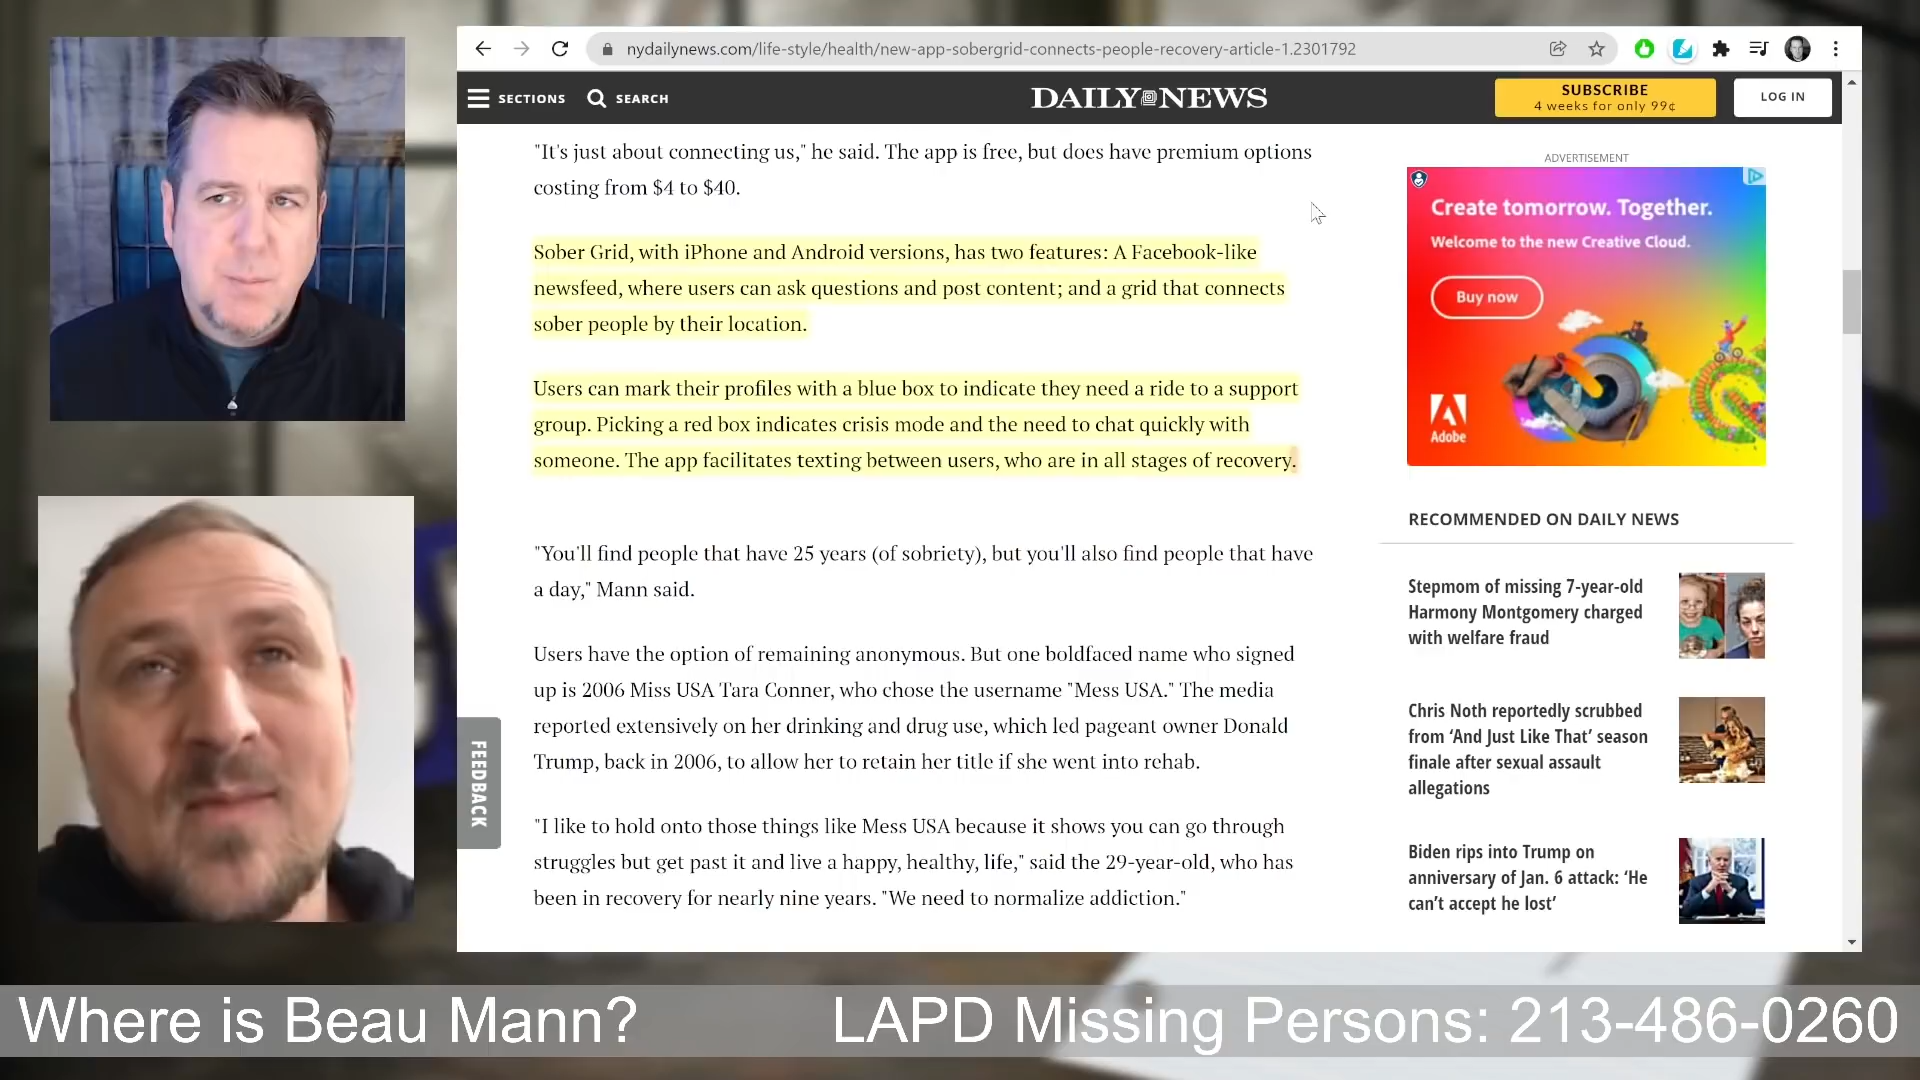 nydailynews.com/life-style/health/new-app-sobergrid-connects-people-recovery-article-1.2301792
SECTIONS
SEARCH
DAILY NEWS
SUBSCRIBE
4 weeks for only 99¢
LOG IN
"It's just about connecting us," he said. The app is free, but does have premium options
costing from $4 to $40.
Sober Grid, with iPhone and Android versions, has two features: A Facebook-like
newsfeed, where users can ask questions and post content; and a grid that connects
sober people by their location.
Users can mark their profiles with a blue box to indicate they need a ride to a support
group. Picking a red box indicates crisis mode and the need to chat quickly with
someone. The app facilitates texting between users, who are in all stages of recovery.
"You'll find people that have 25 years (of sobriety), but you'll also find people that have
a day," Mann said.
Users have the option of remaining anonymous. But one boldfaced name who signed
up is 2006 Miss USA Tara Conner, who chose the username "Mess USA." The media
reported extensively on her drinking and drug use, which led pageant owner Donald
Trump, back in 2006, to allow her to retain her title if she went into rehab.
"I like to hold onto those things like Mess USA because it shows you can go through
struggles but get past it and live a happy, healthy, life," said the 29-year-old, who has
been in recovery for nearly nine years. "We need to normalize addiction."
FEEDBACK
ADVERTISEMENT
Create tomorrow. Together.
Welcome to the new Creative Cloud.
Buy now
Adobe
RECOMMENDED ON DAILY NEWS
Stepmom of missing 7-year-old
Harmony Montgomery charged
with welfare fraud
Chris Noth reportedly scrubbed
from ‘And Just Like That’ season
finale after sexual assault
allegations
Biden rips into Trump on
anniversary of Jan. 6 attack: ‘He
can’t accept he lost’
Where is Beau Mann?
LAPD Missing Persons: 213-486-0260